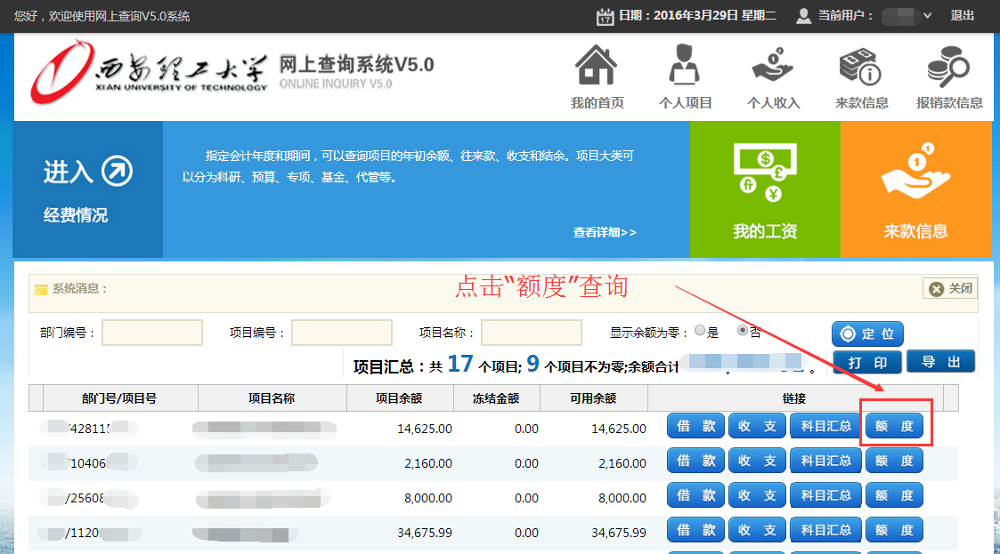 您好，欢迎使用网上查询V5.0系统
日期：2016年3月29日 星期二 当前用户： 退出
西安理工大学
XIAN UNIVERSITY OF TECHNOLOGY
网上查询系统V5.0
ONLINE INQUIRY V5.0
我的首页 个人项目 个人收入 来款信息 报销款信息
进入
经费情况
指定会计年度和期间，可以查询项目的年初余额、往来款、收支和结余。项目大类可
以分为科研、预算、专项、基金、代管等。
查看详细>>
我的工资
来款信息
系统消息：
点击“额度”查询
关闭
部门编号： 项目编号： 项目名称： 显示余额为零： 是 否
定 位
项目汇总：共 17 个项目; 9 个项目不为零;余额合计 。
打 印 导 出
部门号/项目号 项目名称 项目余额 冻结金额 可用余额 链接
/42811 14,625.00 0.00 14,625.00 借 款 收 支 科目汇总 额 度
/1040 2,160.00 0.00 2,160.00 借 款 收 支 科目汇总 额 度
/25608 8,000.00 0.00 8,000.00 借 款 收 支 科目汇总 额 度
/1120 34,675.99 0.00 34,675.99 借 款 收 支 科目汇总 额 度